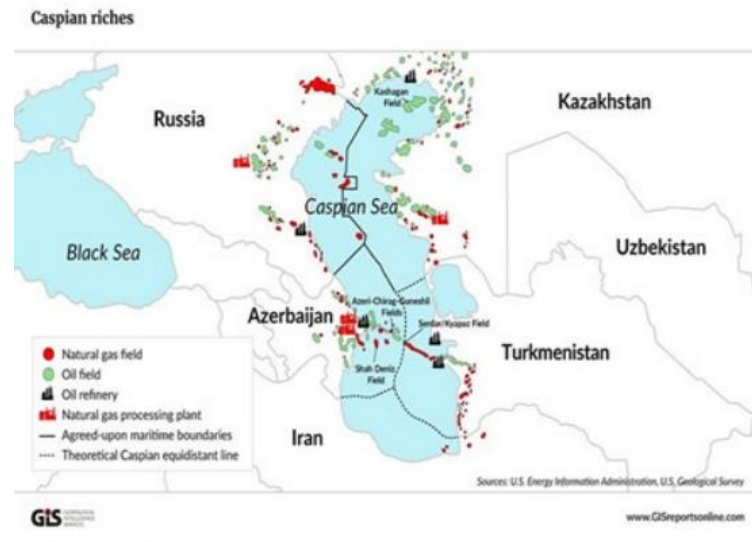 Caspian riches
Russia
Kashagan
Field
Kazakhstan
Caspian Sea
Black Sea
Uzbekistan
Azerbaijan
Azeri-Chirag-Guneshli
Fields
Serdar/Kyapaz Field
Turkmenistan
Shah Deniz
Field
Iran
Natural gas field
Oil field
Oil refinery
Natural gas processing plant
Agreed-upon maritime boundaries
Theoretical Caspian equidistant line
Sources: U.S. Energy Information Administration, U.S. Geological Survey
GIS
www.GISreportsonline.com